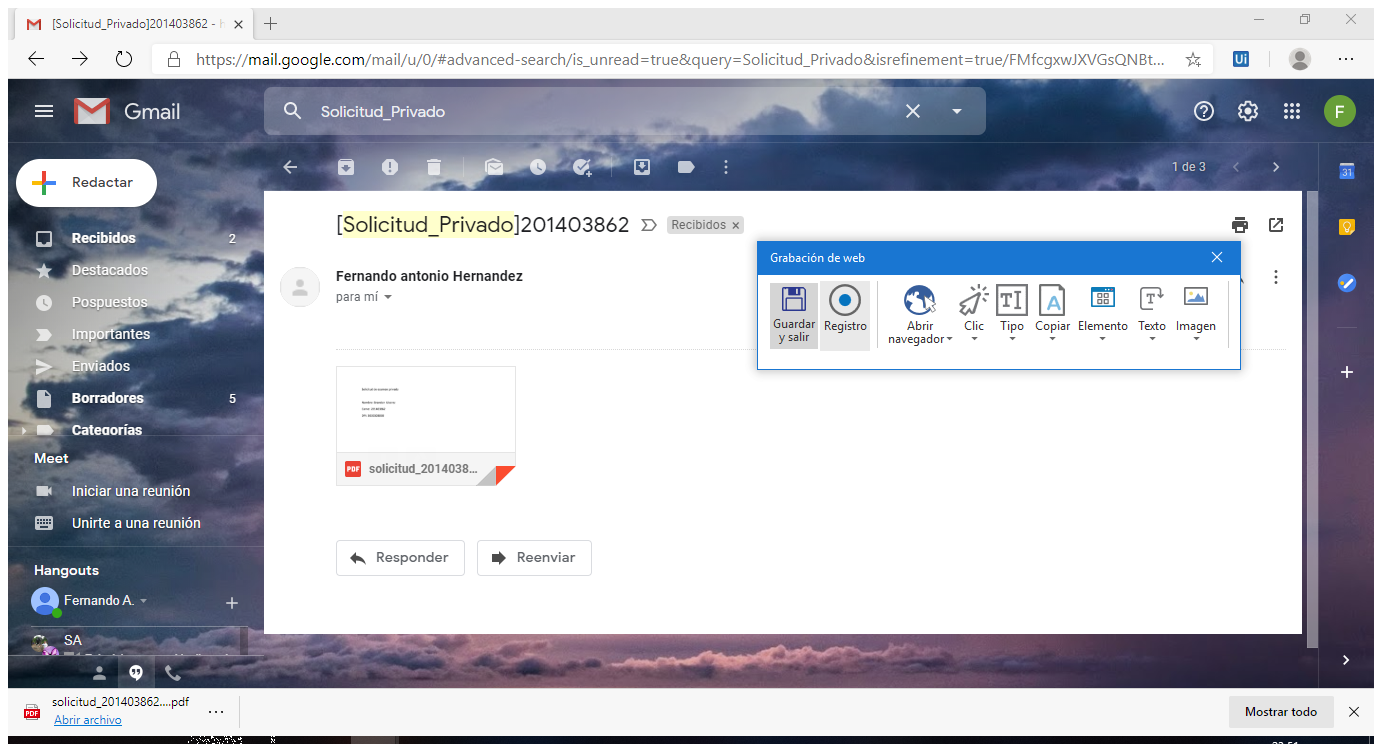 [Solicitud_Privado]201403862 - h
https://mail.google.com/mail/u/0/#advanced-search/is_unread=true&query=Solicitud_Privado&isrefinement=true/FMfcgxwJXVGsQNBt...
Ui
Gmail
Solicitud_Privado
F
Redactar
1 de 3
31
[Solicitud_Privado]201403862
Recibidos ×
Recibidos 2
Destacados
Pospuestos
Importantes
Enviados
Borradores 5
Categorías
Fernando antonio Hernandez
para mí
Grabación de web
Guardar
y salir
Registro
Abrir
navegador
Clic
Tipo
Copiar
Elemento
Texto
Imagen
PDF solicitud_2014038...
Meet
Iniciar una reunión
Unirte a una reunión
Responder
Reenviar
Hangouts
Fernando A.
SA
PDF
solicitud_201403862....pdf
Abrir archivo
Mostrar todo